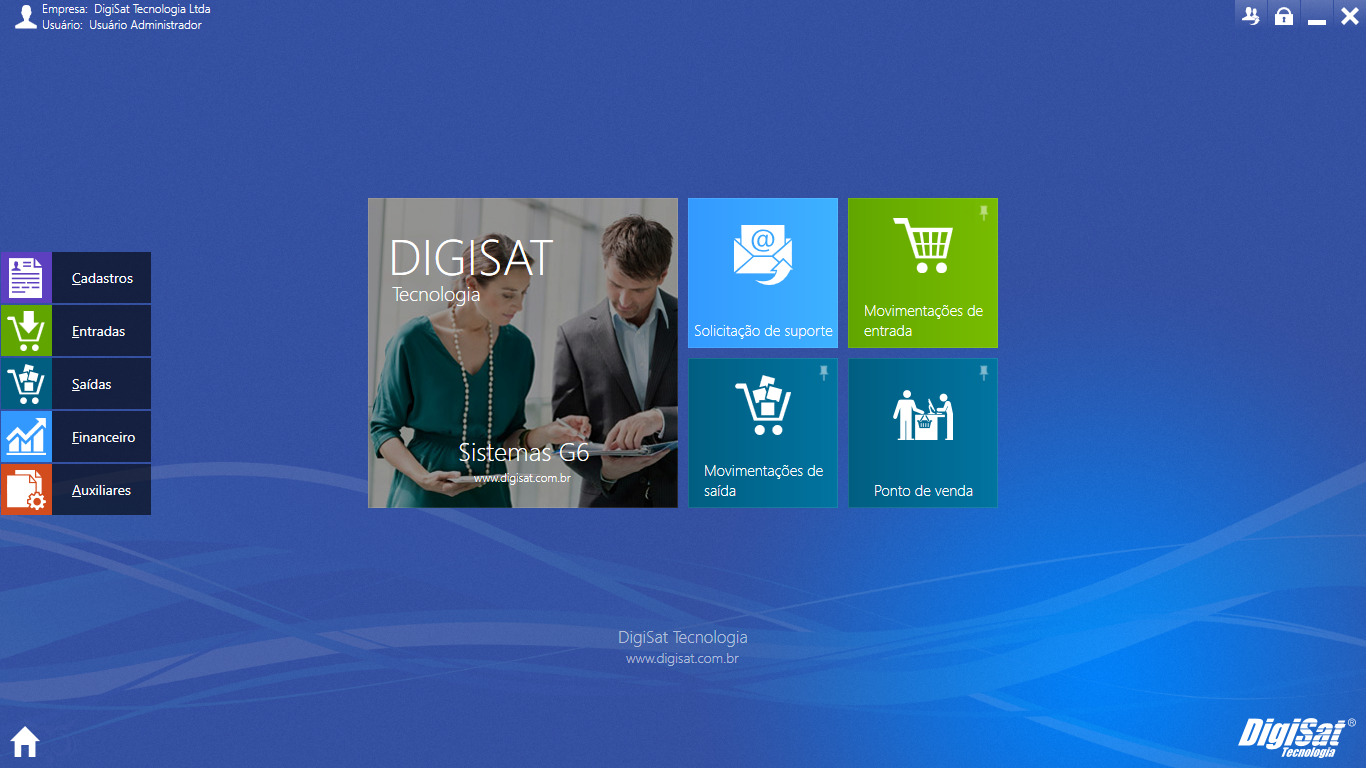 Empresa: DigiSat Tecnologia Ltda
Usuário: Usuário Administrador
DIGISAT
Tecnologia
Sistemas G6
www.digisat.com.br
@
Solicitação de suporte
Movimentações de
entrada
Movimentações de
saída
Ponto de venda
Cadastros
Entradas
Saídas
Financeiro
Auxiliares
DigiSat Tecnologia
www.digisat.com.br
DigiSat®
Tecnologia